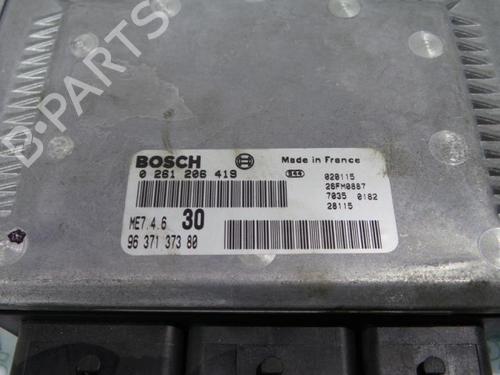 B-PARTS
BOSCH
Made in France
0 261 206 419
020115
26FM0887
ME7.4.6 30
7035 0182
28115
96 371 373 80